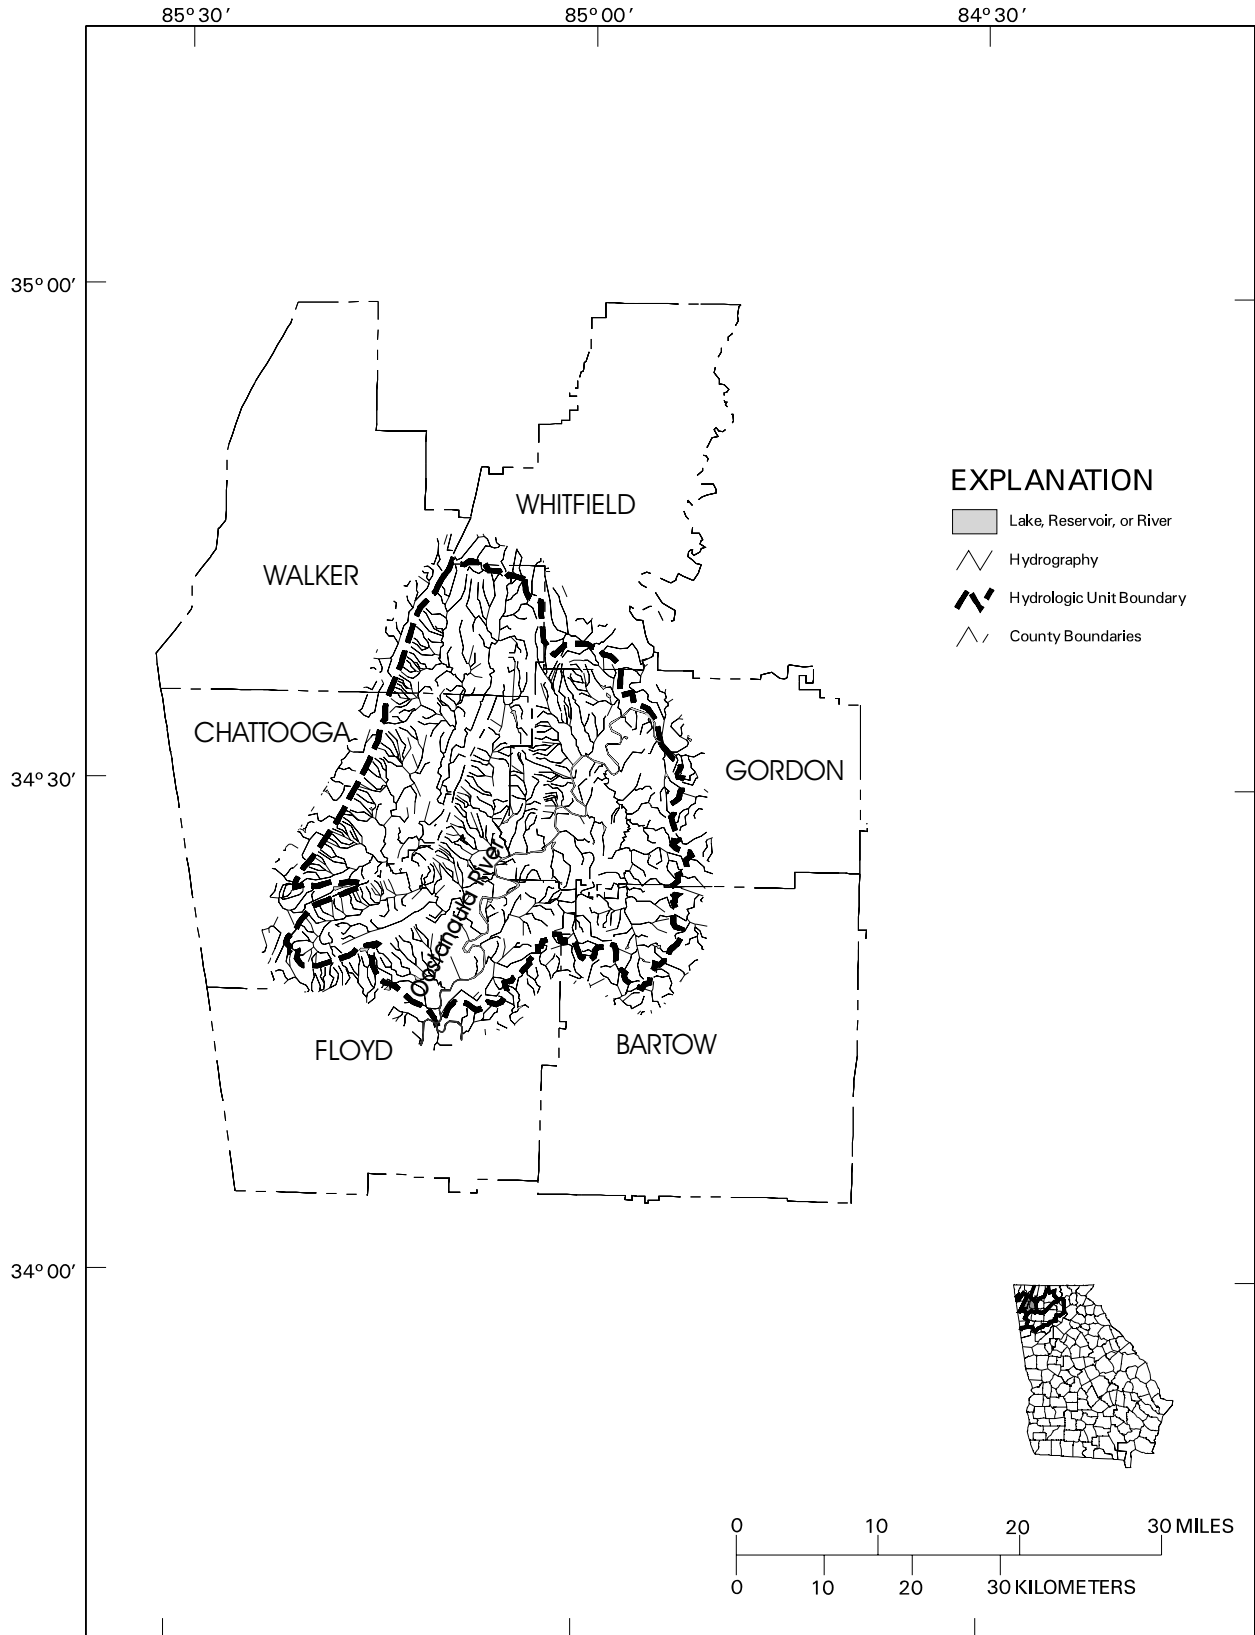 85° 30 ′ 85° 00 ′ 84° 30 ′
35° 00′
34° 30′
34° 00′
WHITFIELD
WALKER
CHATTOOGA
GORDON
Oostanaula River
FLOYD
BARTOW
EXPLANATION
Lake, Reservoir, or River
Hydrography
Hydrologic Unit Boundary
County Boundaries
0 10 20 30 MILES
0 10 20 30 KILOMETERS